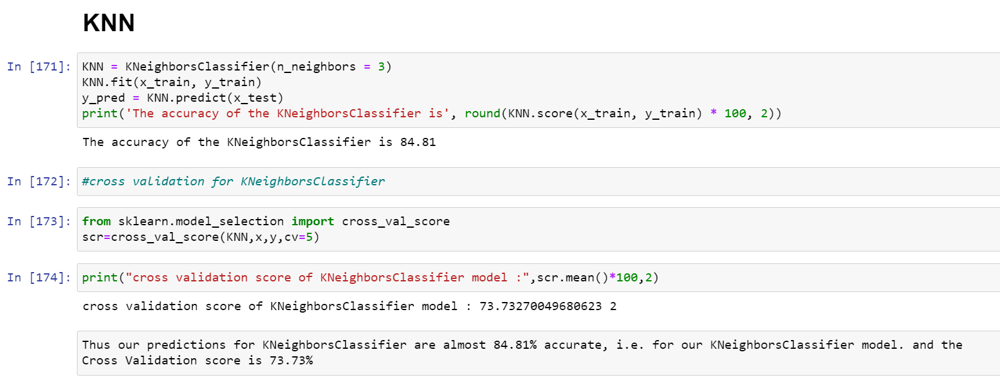 KNN
In [171]: KNN = KNeighborsClassifier(n_neighbors = 3)
KNN.fit(x_train, y_train)
y_pred = KNN.predict(x_test)
print('The accuracy of the KNeighborsClassifier is', round(KNN.score(x_train, y_train) * 100, 2))
The accuracy of the KNeighborsClassifier is 84.81
In [172]: #cross validation for KNeighborsClassifier
In [173]: from sklearn.model_selection import cross_val_score
scr=cross_val_score(KNN,x,y,cv=5)
In [174]: print("cross validation score of KNeighborsClassifier model :",scr.mean()*100,2)
cross validation score of KNeighborsClassifier model : 73.73270049680623 2
Thus our predictions for KNeighborsClassifier are almost 84.81% accurate, i.e. for our KNeighborsClassifier model. and the
Cross Validation score is 73.73%